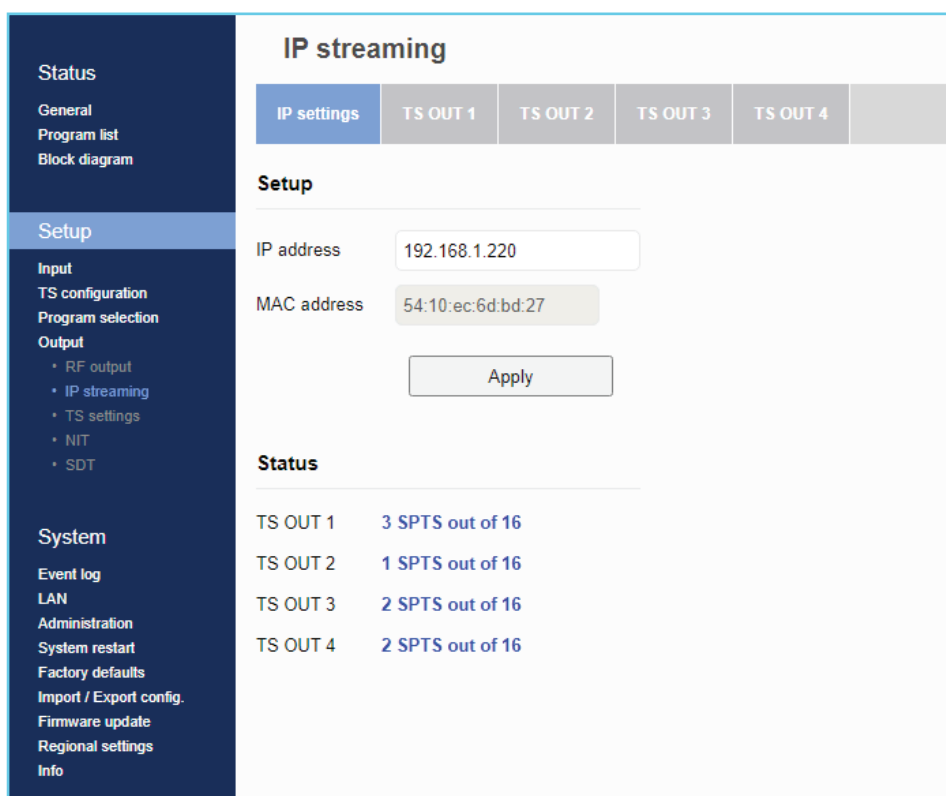 Status
General
Program list
Block diagram
Setup
Input
TS configuration
Program selection
Output
• RF output
• IP streaming
• TS settings
• NIT
• SDT
System
Event log
LAN
Administration
System restart
Factory defaults
Import / Export config.
Firmware update
Regional settings
Info
IP streaming
IP settings TS OUT 1 TS OUT 2 TS OUT 3 TS OUT 4
Setup
IP address 192.168.1.220
MAC address 54:10:ec:6d:bd:27
Apply
Status
TS OUT 1 3 SPTS out of 16
TS OUT 2 1 SPTS out of 16
TS OUT 3 2 SPTS out of 16
TS OUT 4 2 SPTS out of 16